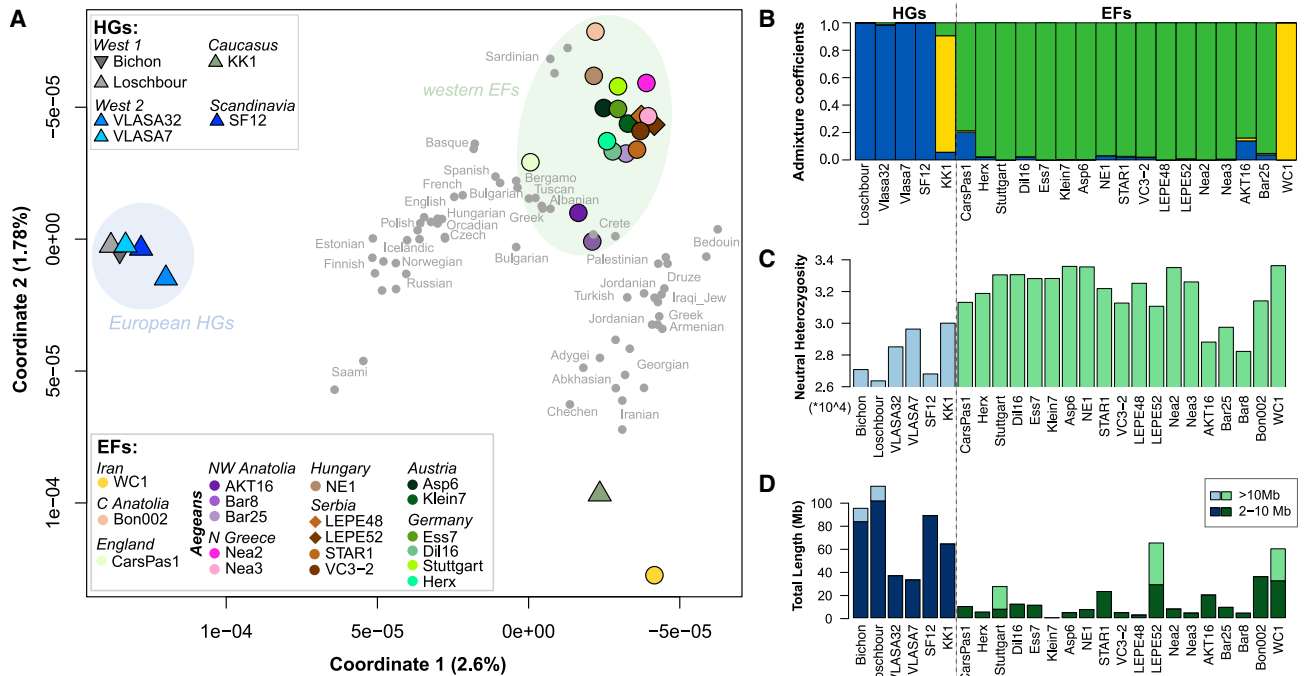 A
HGs:
West 1
Bichon
Loschbour
West 2
VLASA32
VLASA7
Caucasus
KK1
Scandinavia
SF12
western EFs
European HGs
Sardinian
Basque
Spanish
French
Bulgarian
English
Polish
Hungarian
Orcadian
Czech
Greek
Bergamo
Tuscan
Albanian
Estonian
Finnish
Icelandic
Norwegian
Russian
Bulgarian
Crete
Palestinian
Bedouin
Druze
Jordanian
Turkish
Iraqi_Jew
Jordanian
Greek
Armenian
Adygei
Georgian
Abkhasian
Chechen
Iranian
Saami
EFs:
Iran
WC1
C Anatolia
Bon002
England
CarsPas1
Aegeans
NW Anatolia
AKT16
Bar8
Bar25
N Greece
Nea2
Nea3
Hungary
NE1
Serbia
LEPE48
LEPE52
STAR1
VC3-2
Austria
Asp6
Klein7
Germany
Ess7
Dil16
Stuttgart
Herx
Coordinate 2 (1.78%)
-5e-05
0e+00
5e-05
1e-04
1e-04
5e-05
0e+00
-5e-05
Coordinate 1 (2.6%)
B
HGs
EFs
Admixture coefficients
1.0
0.8
0.6
0.4
0.2
0.0
Loschbour
Vlasa32
Vlasa7
SF12
KK1
CarsPas1
Herx
Stuttgart
Dil16
Ess7
Klein7
Asp6
NE1
STAR1
VC3-2
LEPE48
LEPE52
Nea2
Nea3
AKT16
Bar25
WC1
C
Neutral Heterozygosity
(*10^4)
3.4
3.2
3.0
2.8
2.6
Bichon
Loschbour
VLASA32
VLASA7
SF12
KK1
CarsPas1
Herx
Stuttgart
Dil16
Ess7
Klein7
Asp6
NE1
STAR1
VC3-2
LEPE48
LEPE52
Nea2
Nea3
AKT16
Bar25
Bar8
Bon002
WC1
D
>10Mb
2-10 Mb
Total Length (Mb)
100
80
60
40
20
0
Bichon
Loschbour
VLASA32
VLASA7
SF12
KK1
CarsPas1
Herx
Stuttgart
Dil16
Ess7
Klein7
Asp6
NE1
STAR1
VC3-2
LEPE48
LEPE52
Nea2
Nea3
AKT16
Bar25
Bar8
Bon002
WC1